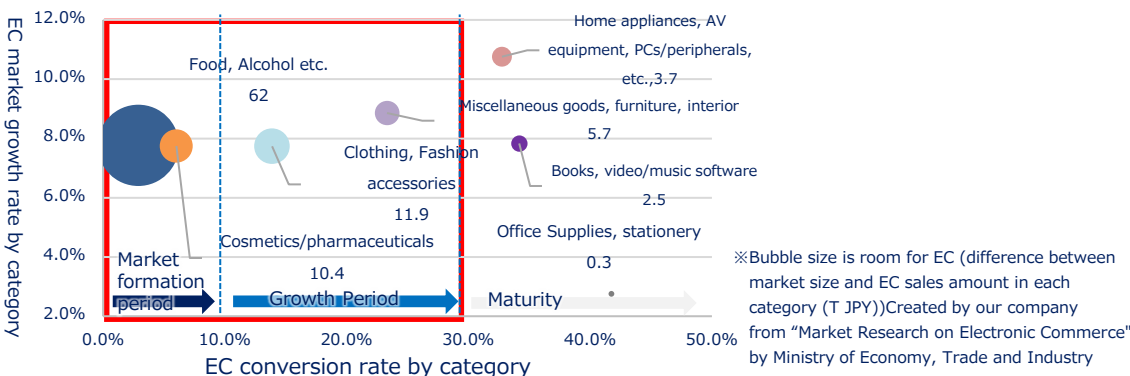 EC market growth rate by category
12.0%
10.0%
8.0%
6.0%
4.0%
2.0%
Home appliances, AV
equipment, PCs/peripherals,
etc.,3.7
Food, Alcohol etc.
62
Miscellaneous goods, furniture, interior
5.7
Clothing, Fashion
accessories
11.9
Books, video/music software
2.5
Cosmetics/pharmaceuticals
10.4
Office Supplies, stationery
0.3
Market
formation
period
Growth Period
Maturity
0.0%
10.0%
20.0%
30.0%
40.0%
50.0%
EC conversion rate by category
※Bubble size is room for EC (difference between
market size and EC sales amount in each
category (T JPY))Created by our company
from “Market Research on Electronic Commerce"
by Ministry of Economy, Trade and Industry